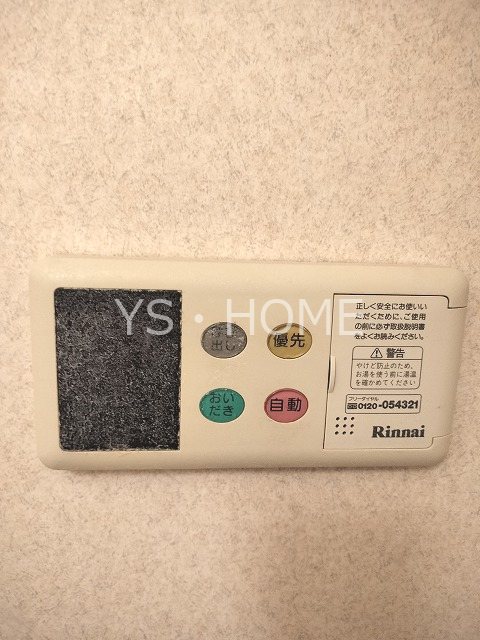 YS・HOME
出し
優先
おい
だき
自動
正しく安全にお使いい
ただくために、ご使用
の前に必ず取扱説明書
をよくお読みください。
警告
やけど防止のため、
お湯を使う前に湯温
を確かめてください
フリーダイヤル
0120-054321
Rinnai